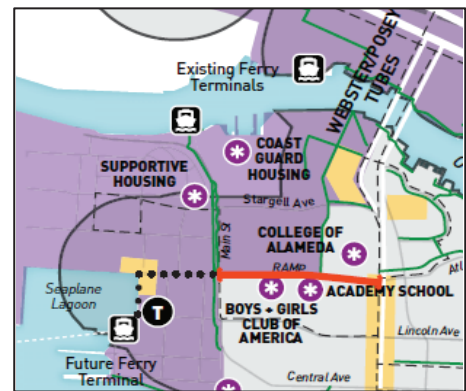 Existing Ferry
Terminals
WEBSTER/POSEY
TUBES
COAST
GUARD
HOUSING
SUPPORTIVE
HOUSING
Stargell Ave
Main St
COLLEGE OF
ALAMEDA
RAMP
Atl
Seaplane
Lagoon
T
BOYS + GIRLS
CLUB OF
AMERICA
ACADEMY SCHOOL
Lincoln Ave
Future Ferry
Terminal
Central Ave